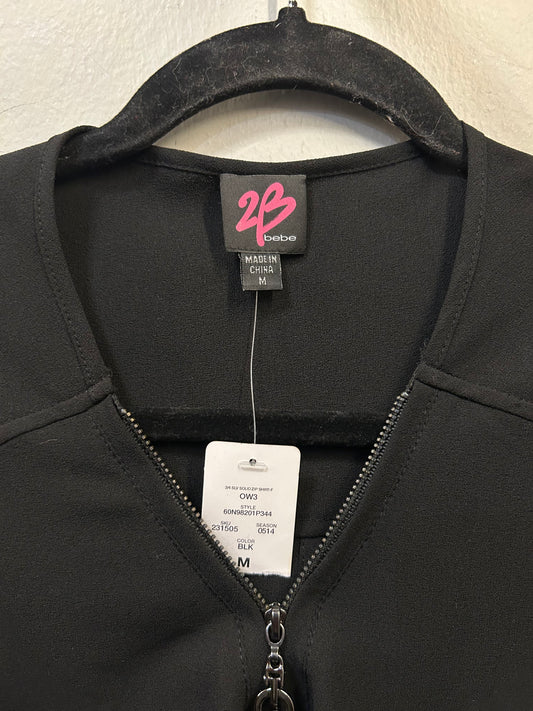 2B
bebe
MADE IN
CHINA
M
3/4 SLV SOLID ZIP SHIRT-F
OW3
STYLE
60N98201P344
SKU SEASON
231505 0514
COLOR
BLK
M